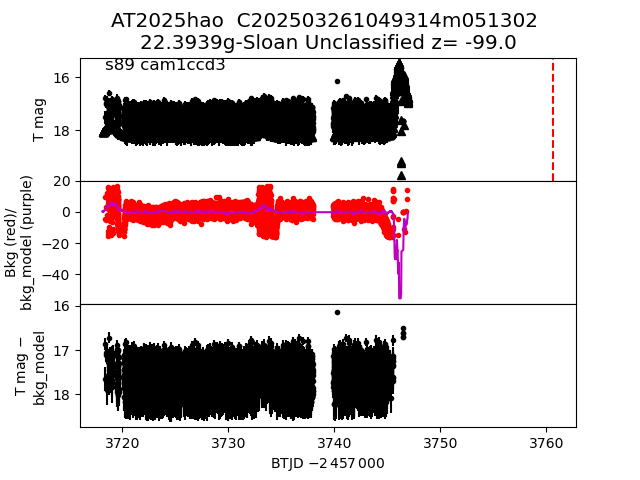 AT2025hao  C202503261049314m051302
22.3939g-Sloan Unclassified z= -99.0
s89 cam1ccd3
16
18
T mag
20
0
−20
−40
Bkg (red)/
bkg_model (purple)
16
17
18
T mag −
bkg_model
3720
3730
3740
3750
3760
BTJD −2 457 000